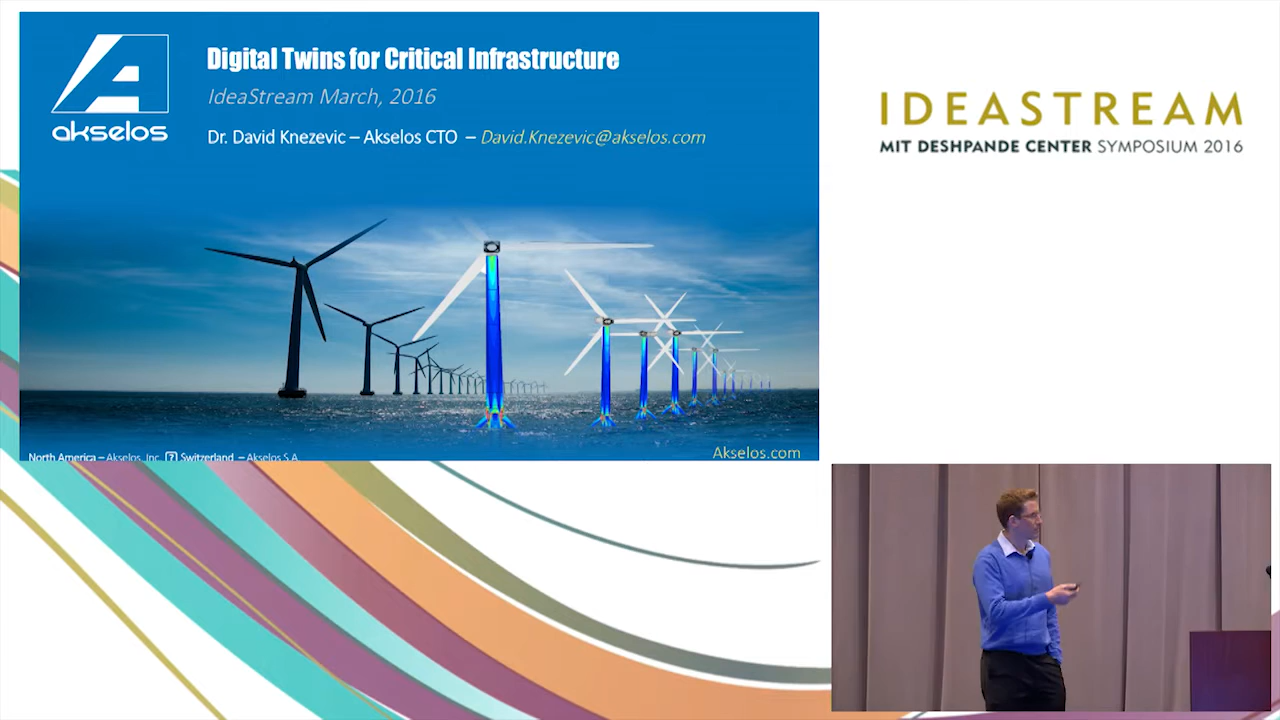 akselos
Digital Twins for Critical Infrastructure
IdeaStream March, 2016
Dr. David Knezevic – Akselos CTO – David.Knezevic@akselos.com
North America – Akselos, Inc. ? Switzerland – Akselos S.A.
Akselos.com
IDEASTREAM
MIT DESHPANDE CENTER SYMPOSIUM 2016